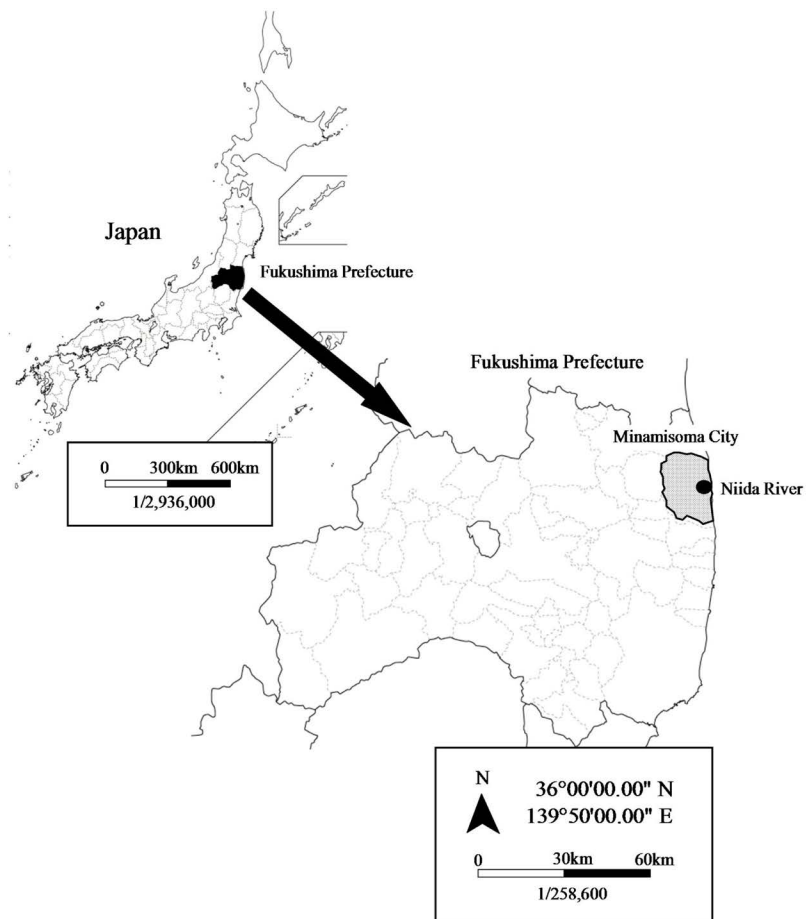 Japan
Fukushima Prefecture
Fukushima Prefecture
Minamisoma City
Niida River
0 300km 600km
1/2,936,000
N
36°00'00.00" N
139°50'00.00" E
0 30km 60km
1/258,600